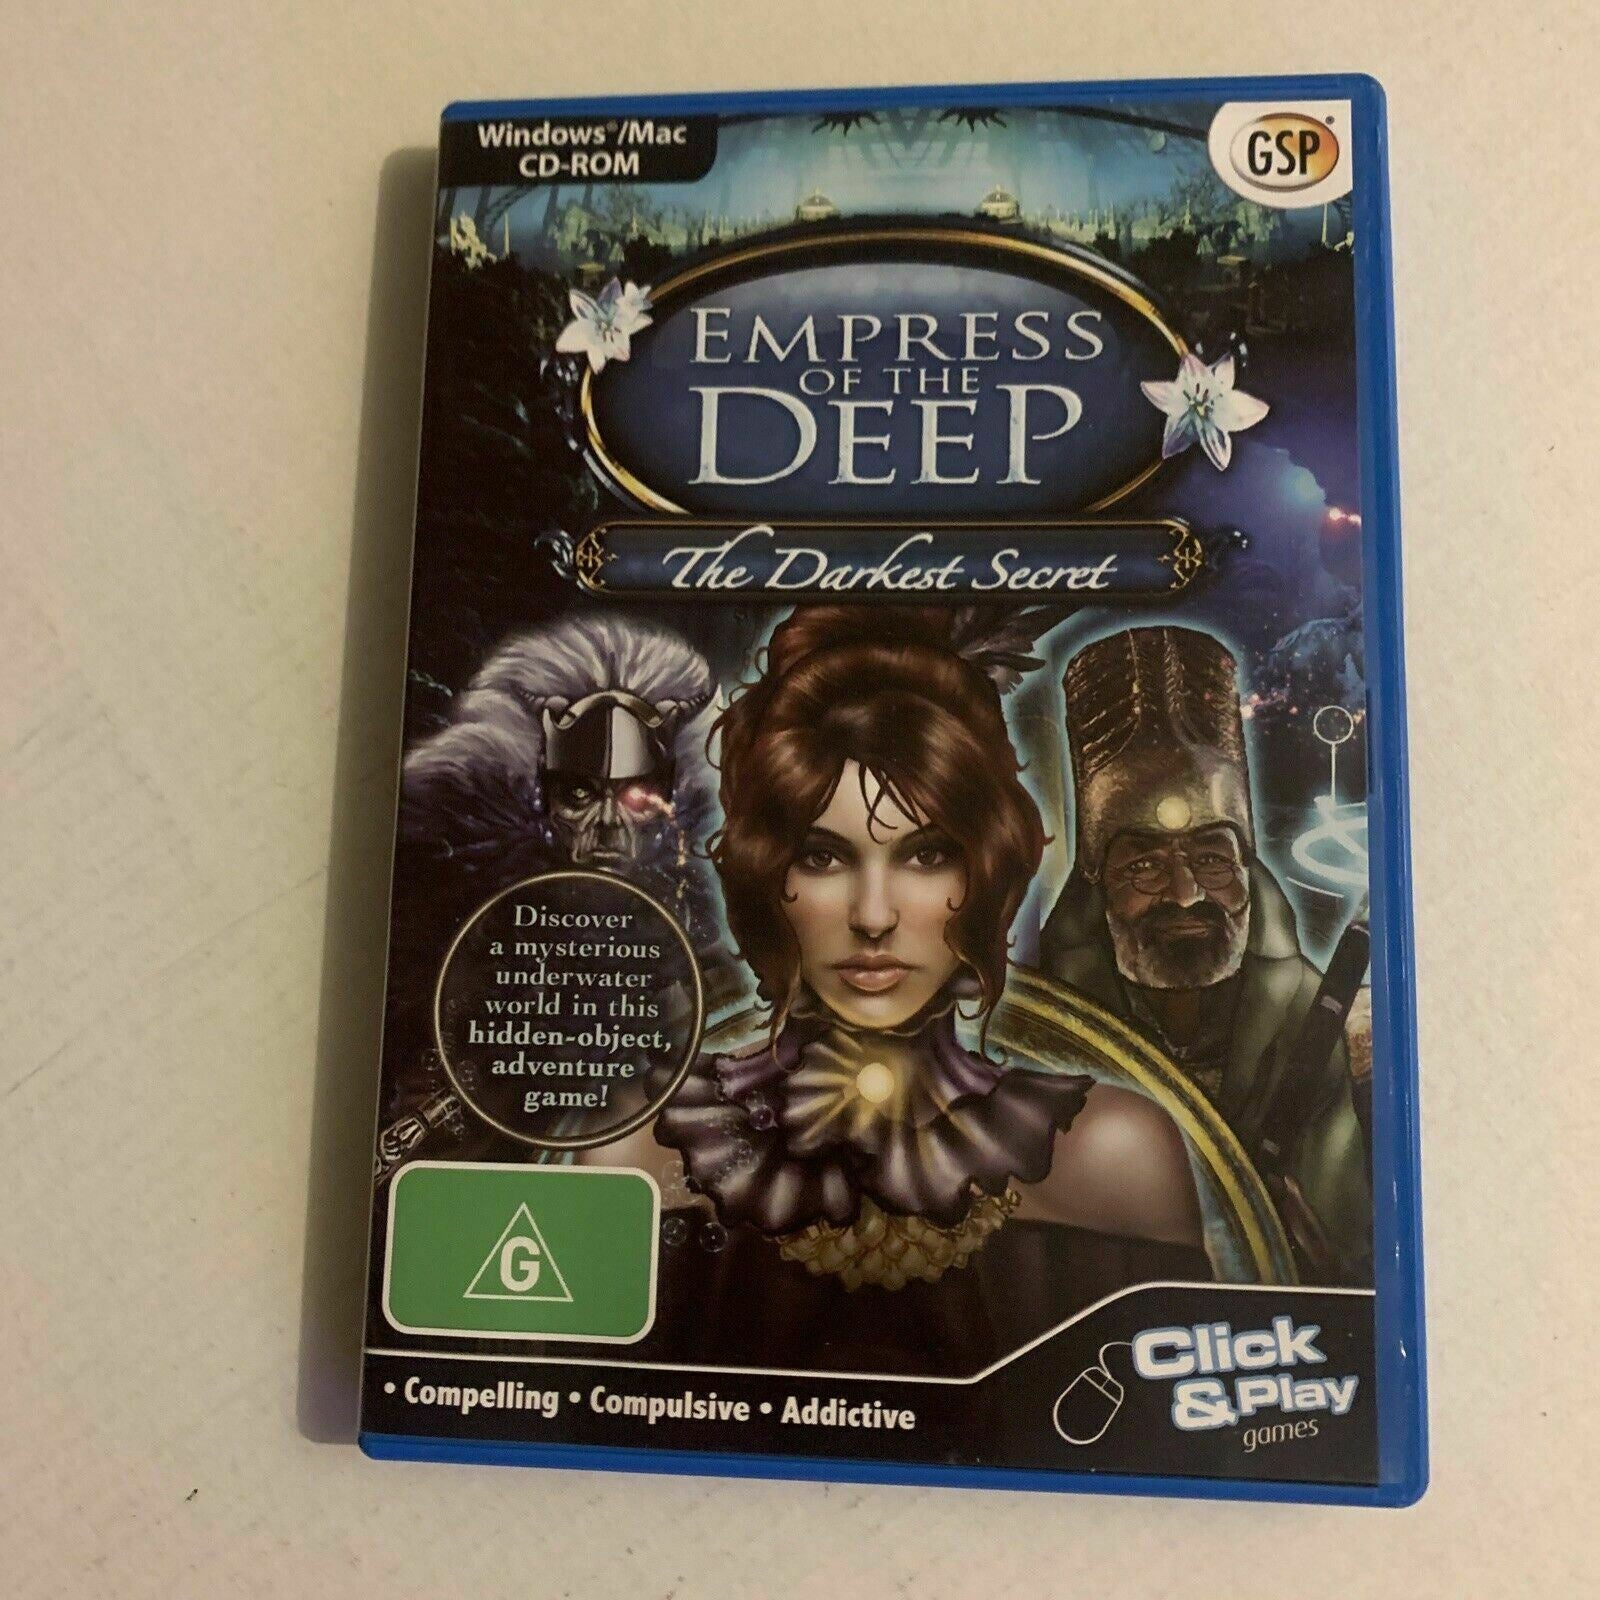 Windows®/Mac
CD-ROM
GSP®
EMPRESS
OF THE
DEEP
The Darkest Secret
Discover
a mysterious
underwater
world in this
hidden-object,
adventure
game!
G
• Compelling • Compulsive • Addictive
Click
& Play
games